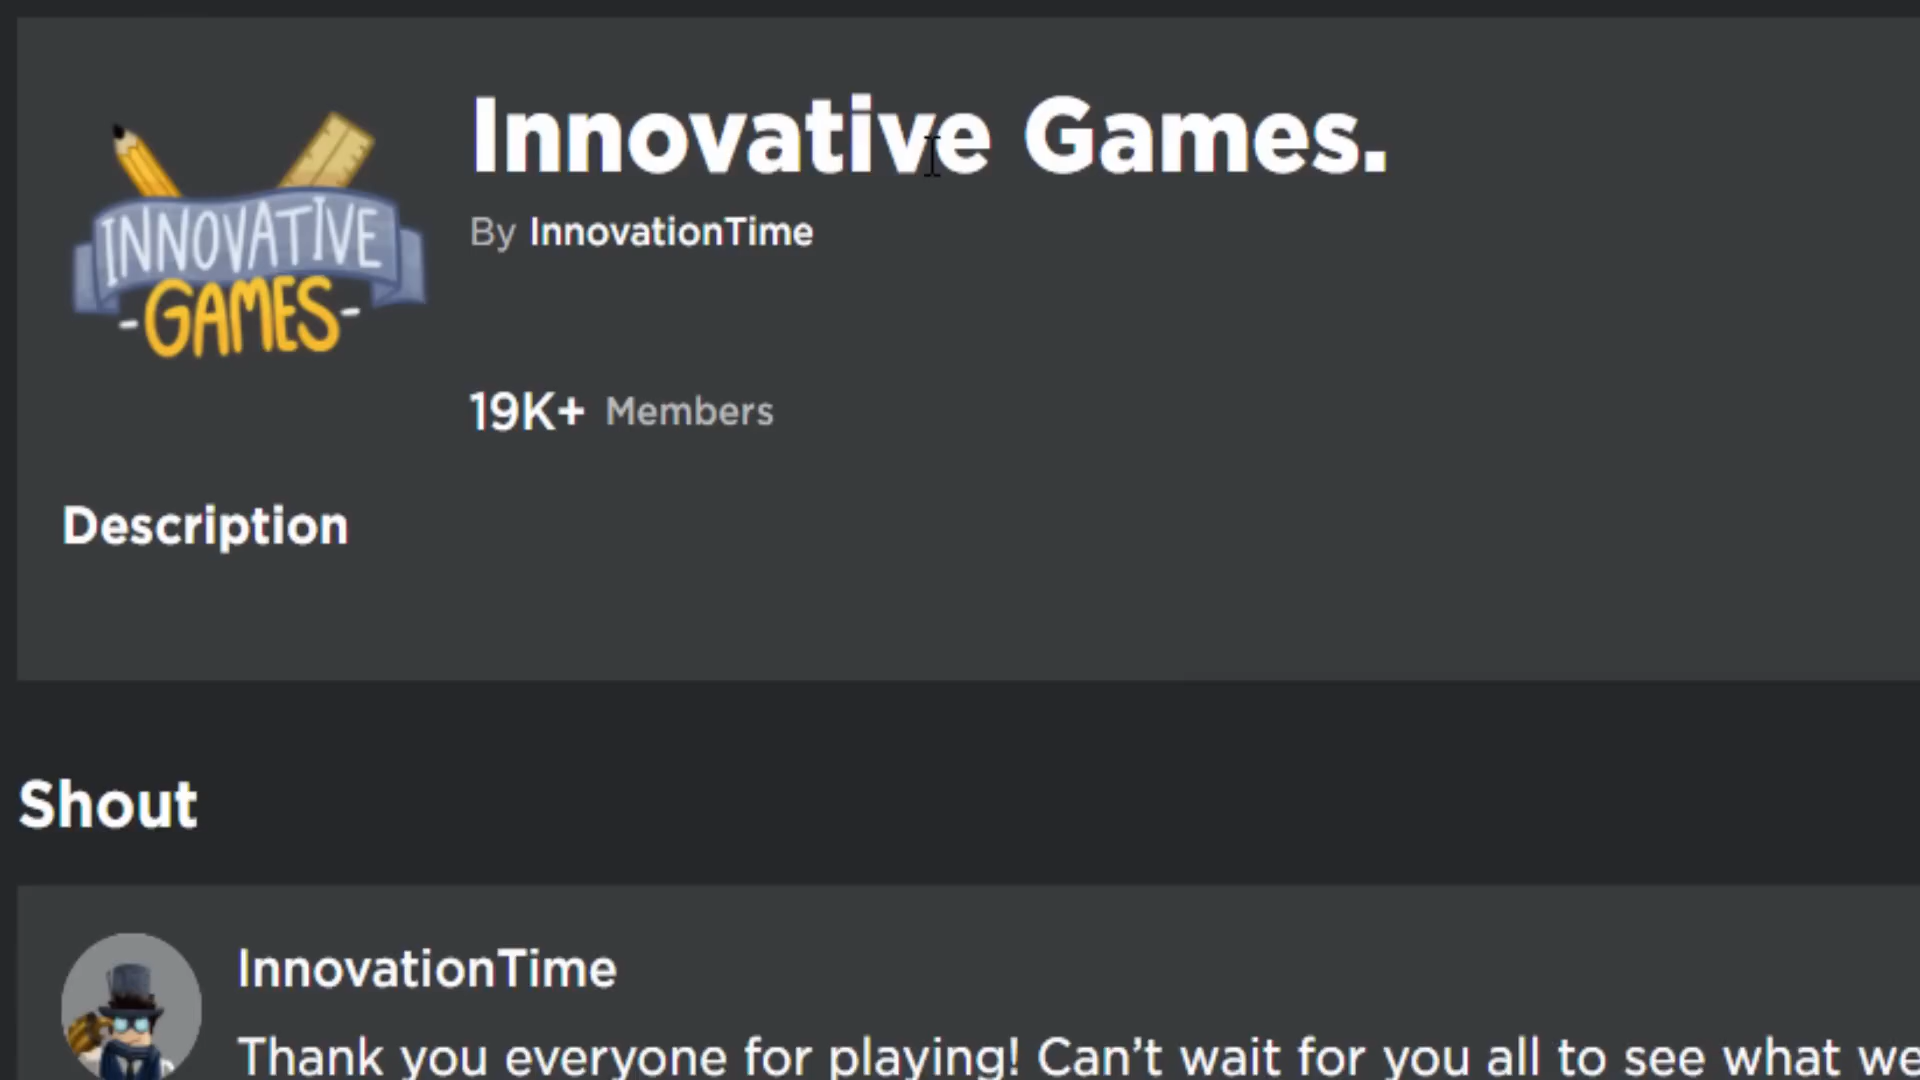 Innovative Games.
By InnovationTime
INNOVATIVE
-GAMES-
19K+ Members
Description
Shout
InnovationTime
Thank you everyone for playing! Can’t wait for you all to see what we